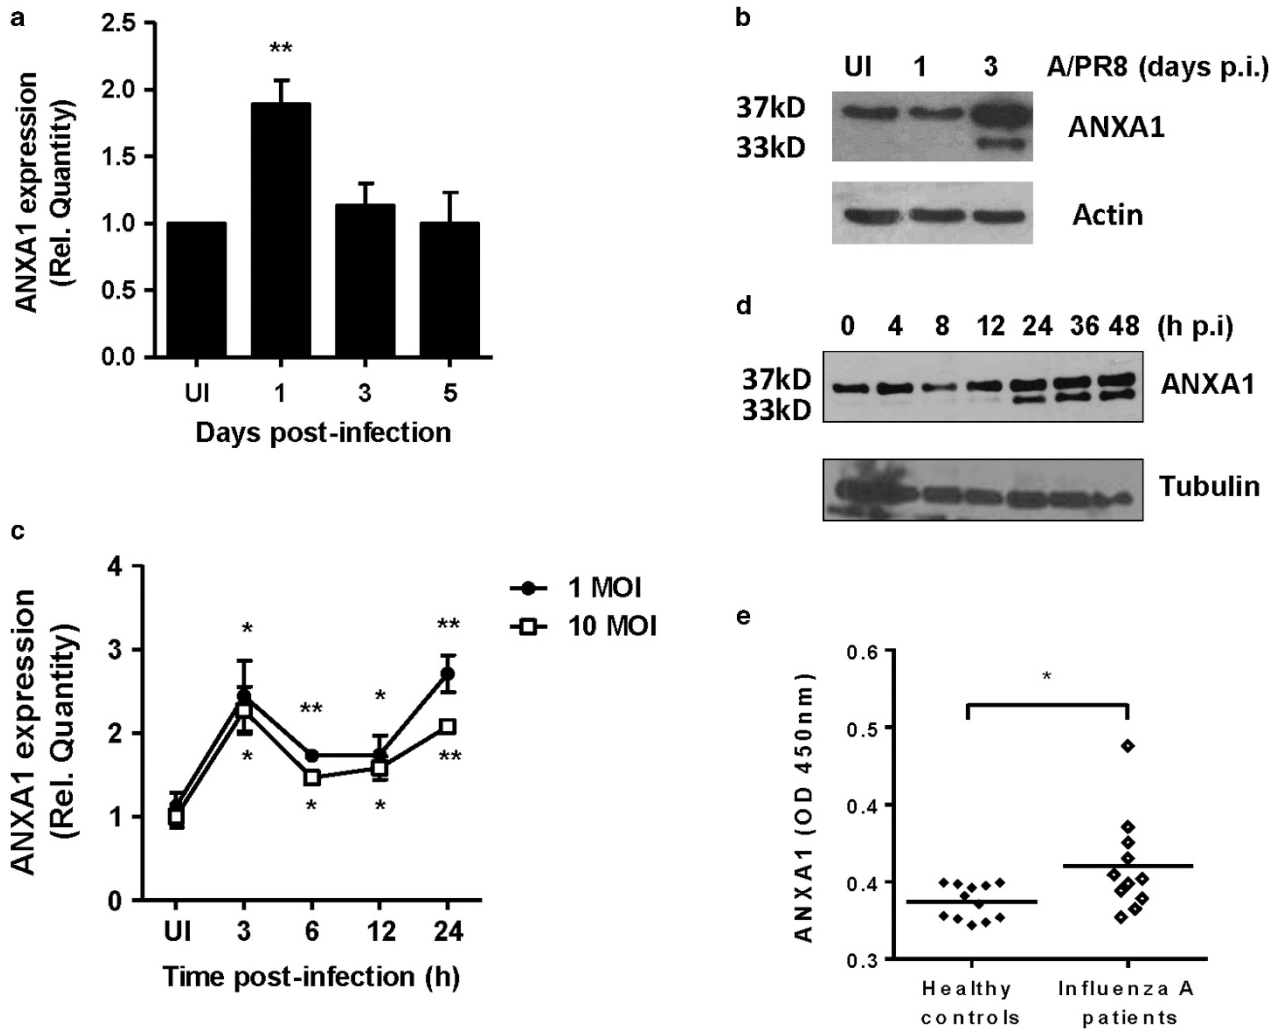 a
ANXA1 expression
(Rel. Quantity)
2.5
2.0
1.5
1.0
0.5
0.0
**
UI 1 3 5
Days post-infection
b
UI 1 3 A/PR8 (days p.i.)
37kD
33kD
ANXA1
Actin
c
ANXA1 expression
(Rel. Quantity)
4
3
2
1
0
* ** * **
* * * **
1 MOI
10 MOI
UI 3 6 12 24
Time post-infection (h)
d
0 4 8 12 24 36 48 (h p.i)
37kD
33kD
ANXA1
Tubulin
e
ANXA1 (OD 450nm)
0.6
0.5
0.4
0.4
0.3
*
Healthy
controls
Influenza A
patients